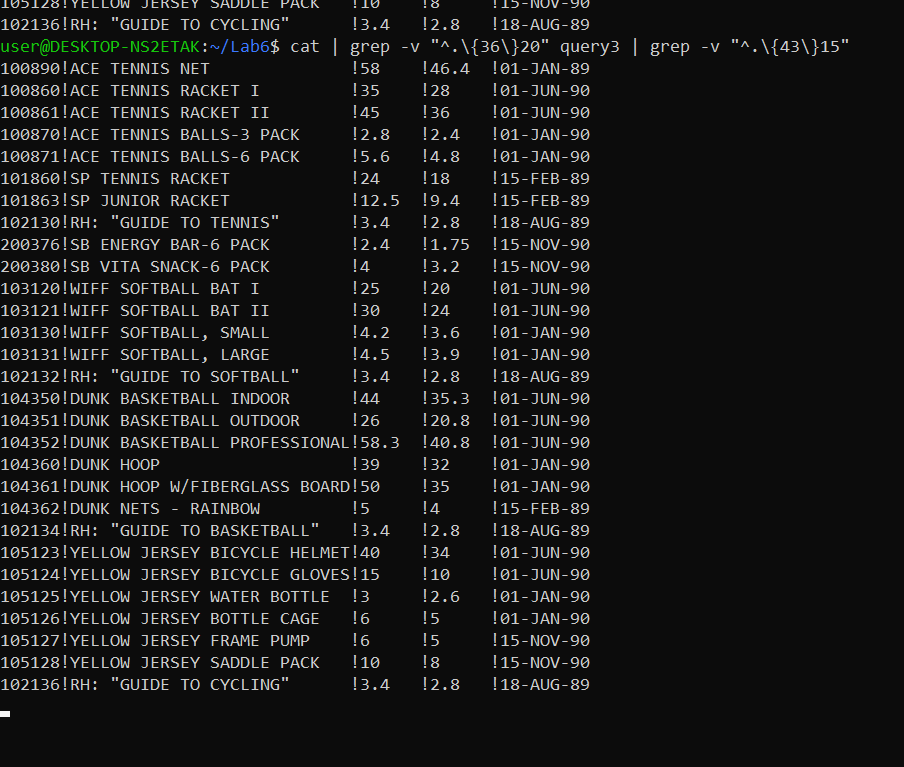 105128!YELLOW JERSEY SADDLE PACK   !10    !8     !15-NOV-90
102136!RH: "GUIDE TO CYCLING"      !3.4   !2.8   !18-AUG-89
user@DESKTOP-NS2ETAK:~/Lab6$ cat | grep -v "^.\{36\}20" query3 | grep -v "^.\{43\}15"
100890!ACE TENNIS NET              !58    !46.4  !01-JAN-89
100860!ACE TENNIS RACKET I         !35    !28    !01-JUN-90
100861!ACE TENNIS RACKET II        !45    !36    !01-JUN-90
100870!ACE TENNIS BALLS-3 PACK     !2.8   !2.4   !01-JAN-90
100871!ACE TENNIS BALLS-6 PACK     !5.6   !4.8   !01-JAN-90
101860!SP TENNIS RACKET            !24    !18    !15-FEB-89
101863!SP JUNIOR RACKET            !12.5  !9.4   !15-FEB-89
102130!RH: "GUIDE TO TENNIS"       !3.4   !2.8   !18-AUG-89
200376!SB ENERGY BAR-6 PACK        !2.4   !1.75  !15-NOV-90
200380!SB VITA SNACK-6 PACK        !4     !3.2   !15-NOV-90
103120!WIFF SOFTBALL BAT I         !25    !20    !01-JUN-90
103121!WIFF SOFTBALL BAT II        !30    !24    !01-JUN-90
103130!WIFF SOFTBALL, SMALL        !4.2   !3.6   !01-JAN-90
103131!WIFF SOFTBALL, LARGE        !4.5   !3.9   !01-JAN-90
102132!RH: "GUIDE TO SOFTBALL"     !3.4   !2.8   !18-AUG-89
104350!DUNK BASKETBALL INDOOR      !44    !35.3  !01-JUN-90
104351!DUNK BASKETBALL OUTDOOR     !26    !20.8  !01-JUN-90
104352!DUNK BASKETBALL PROFESSIONAL!58.3  !40.8  !01-JUN-90
104360!DUNK HOOP                   !39    !32    !01-JAN-90
104361!DUNK HOOP W/FIBERGLASS BOARD!50    !35    !01-JAN-90
104362!DUNK NETS - RAINBOW         !5     !4     !15-FEB-89
102134!RH: "GUIDE TO BASKETBALL"   !3.4   !2.8   !18-AUG-89
105123!YELLOW JERSEY BICYCLE HELMET!40    !34    !01-JUN-90
105124!YELLOW JERSEY BICYCLE GLOVES!15    !10    !01-JUN-90
105125!YELLOW JERSEY WATER BOTTLE  !3     !2.6   !01-JAN-90
105126!YELLOW JERSEY BOTTLE CAGE   !6     !5     !01-JAN-90
105127!YELLOW JERSEY FRAME PUMP    !6     !5     !15-NOV-90
105128!YELLOW JERSEY SADDLE PACK   !10    !8     !15-NOV-90
102136!RH: "GUIDE TO CYCLING"      !3.4   !2.8   !18-AUG-89